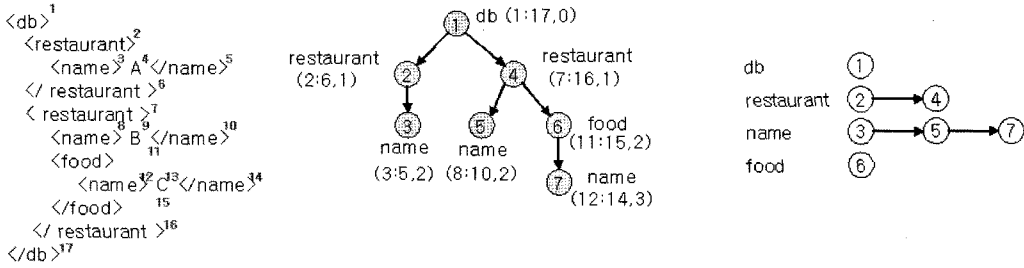 <db>1
<restaurant>2
<name>3 A4 </name>5
</ restaurant >6
< restaurant >7
<name>8 B9 </name>10
<food> 11
<name>12 C13 </name>14
</food> 15
</ restaurant >16
</db>17
1 db (1:17,0)
restaurant
(2:6,1)
2
4
restaurant
(7:16,1)
3
name
(3:5,2)
5
name
(8:10,2)
6
food
(11:15,2)
7
name
(12:14,3)
db 1
restaurant 2 4
name 3 5 7
food 6